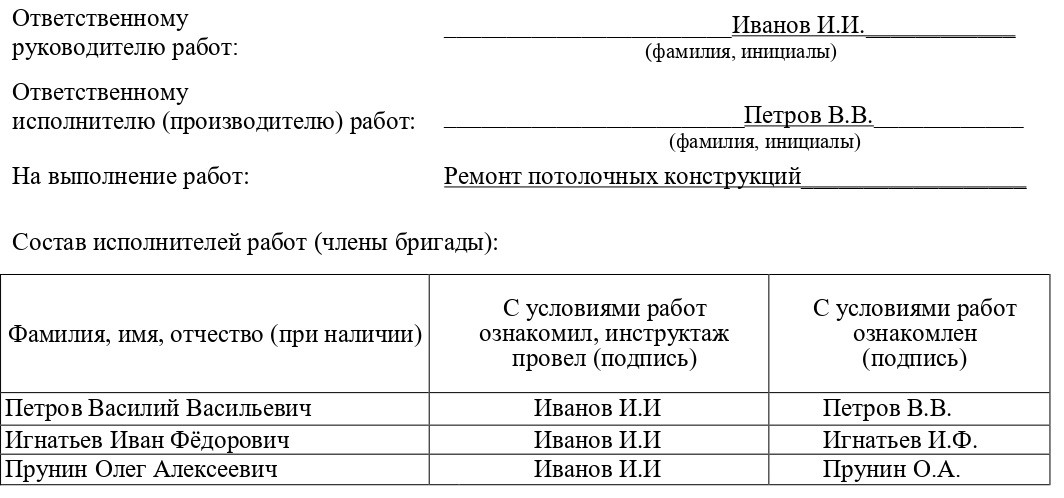 Ответственному
руководителю работ: _______________________Иванов И.И.____________
(фамилия, инициалы)
Ответственному
исполнителю (производителю) работ: ________________________Петров В.В.____________
(фамилия, инициалы)
На выполнение работ: Ремонт потолочных конструкций__________________
Состав исполнителей работ (члены бригады):
Фамилия, имя, отчество (при наличии)
С условиями работ
ознакомил, инструктаж
провел (подпись)
С условиями работ
ознакомлен
(подпись)
Петров Василий Васильевич Иванов И.И Петров В.В.
Игнатьев Иван Фёдорович Иванов И.И Игнатьев И.Ф.
Прунин Олег Алексеевич Иванов И.И Прунин О.А.